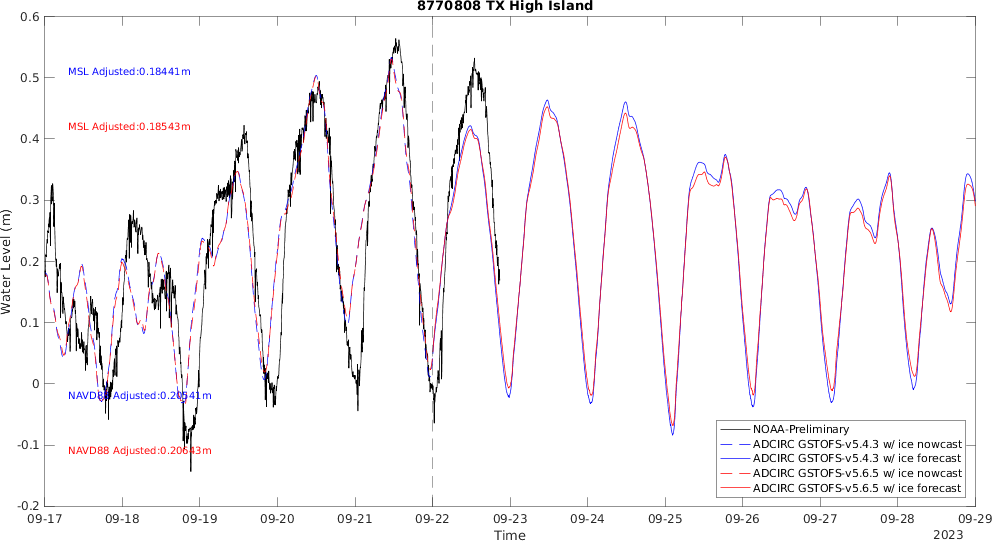 8770808 TX High Island
0.6
0.5
0.4
0.3
0.2
0.1
0
-0.1
-0.2
Water Level (m)
MSL Adjusted:0.18441m
MSL Adjusted:0.18543m
NAVD88 Adjusted:0.20541m
NAVD88 Adjusted:0.20643m
NOAA-Preliminary
ADCIRC GSTOFS-v5.4.3 w/ ice nowcast
ADCIRC GSTOFS-v5.4.3 w/ ice forecast
ADCIRC GSTOFS-v5.6.5 w/ ice nowcast
ADCIRC GSTOFS-v5.6.5 w/ ice forecast
09-17 09-18 09-19 09-20 09-21 09-22 09-23 09-24 09-25 09-26 09-27 09-28 09-29
Time
2023